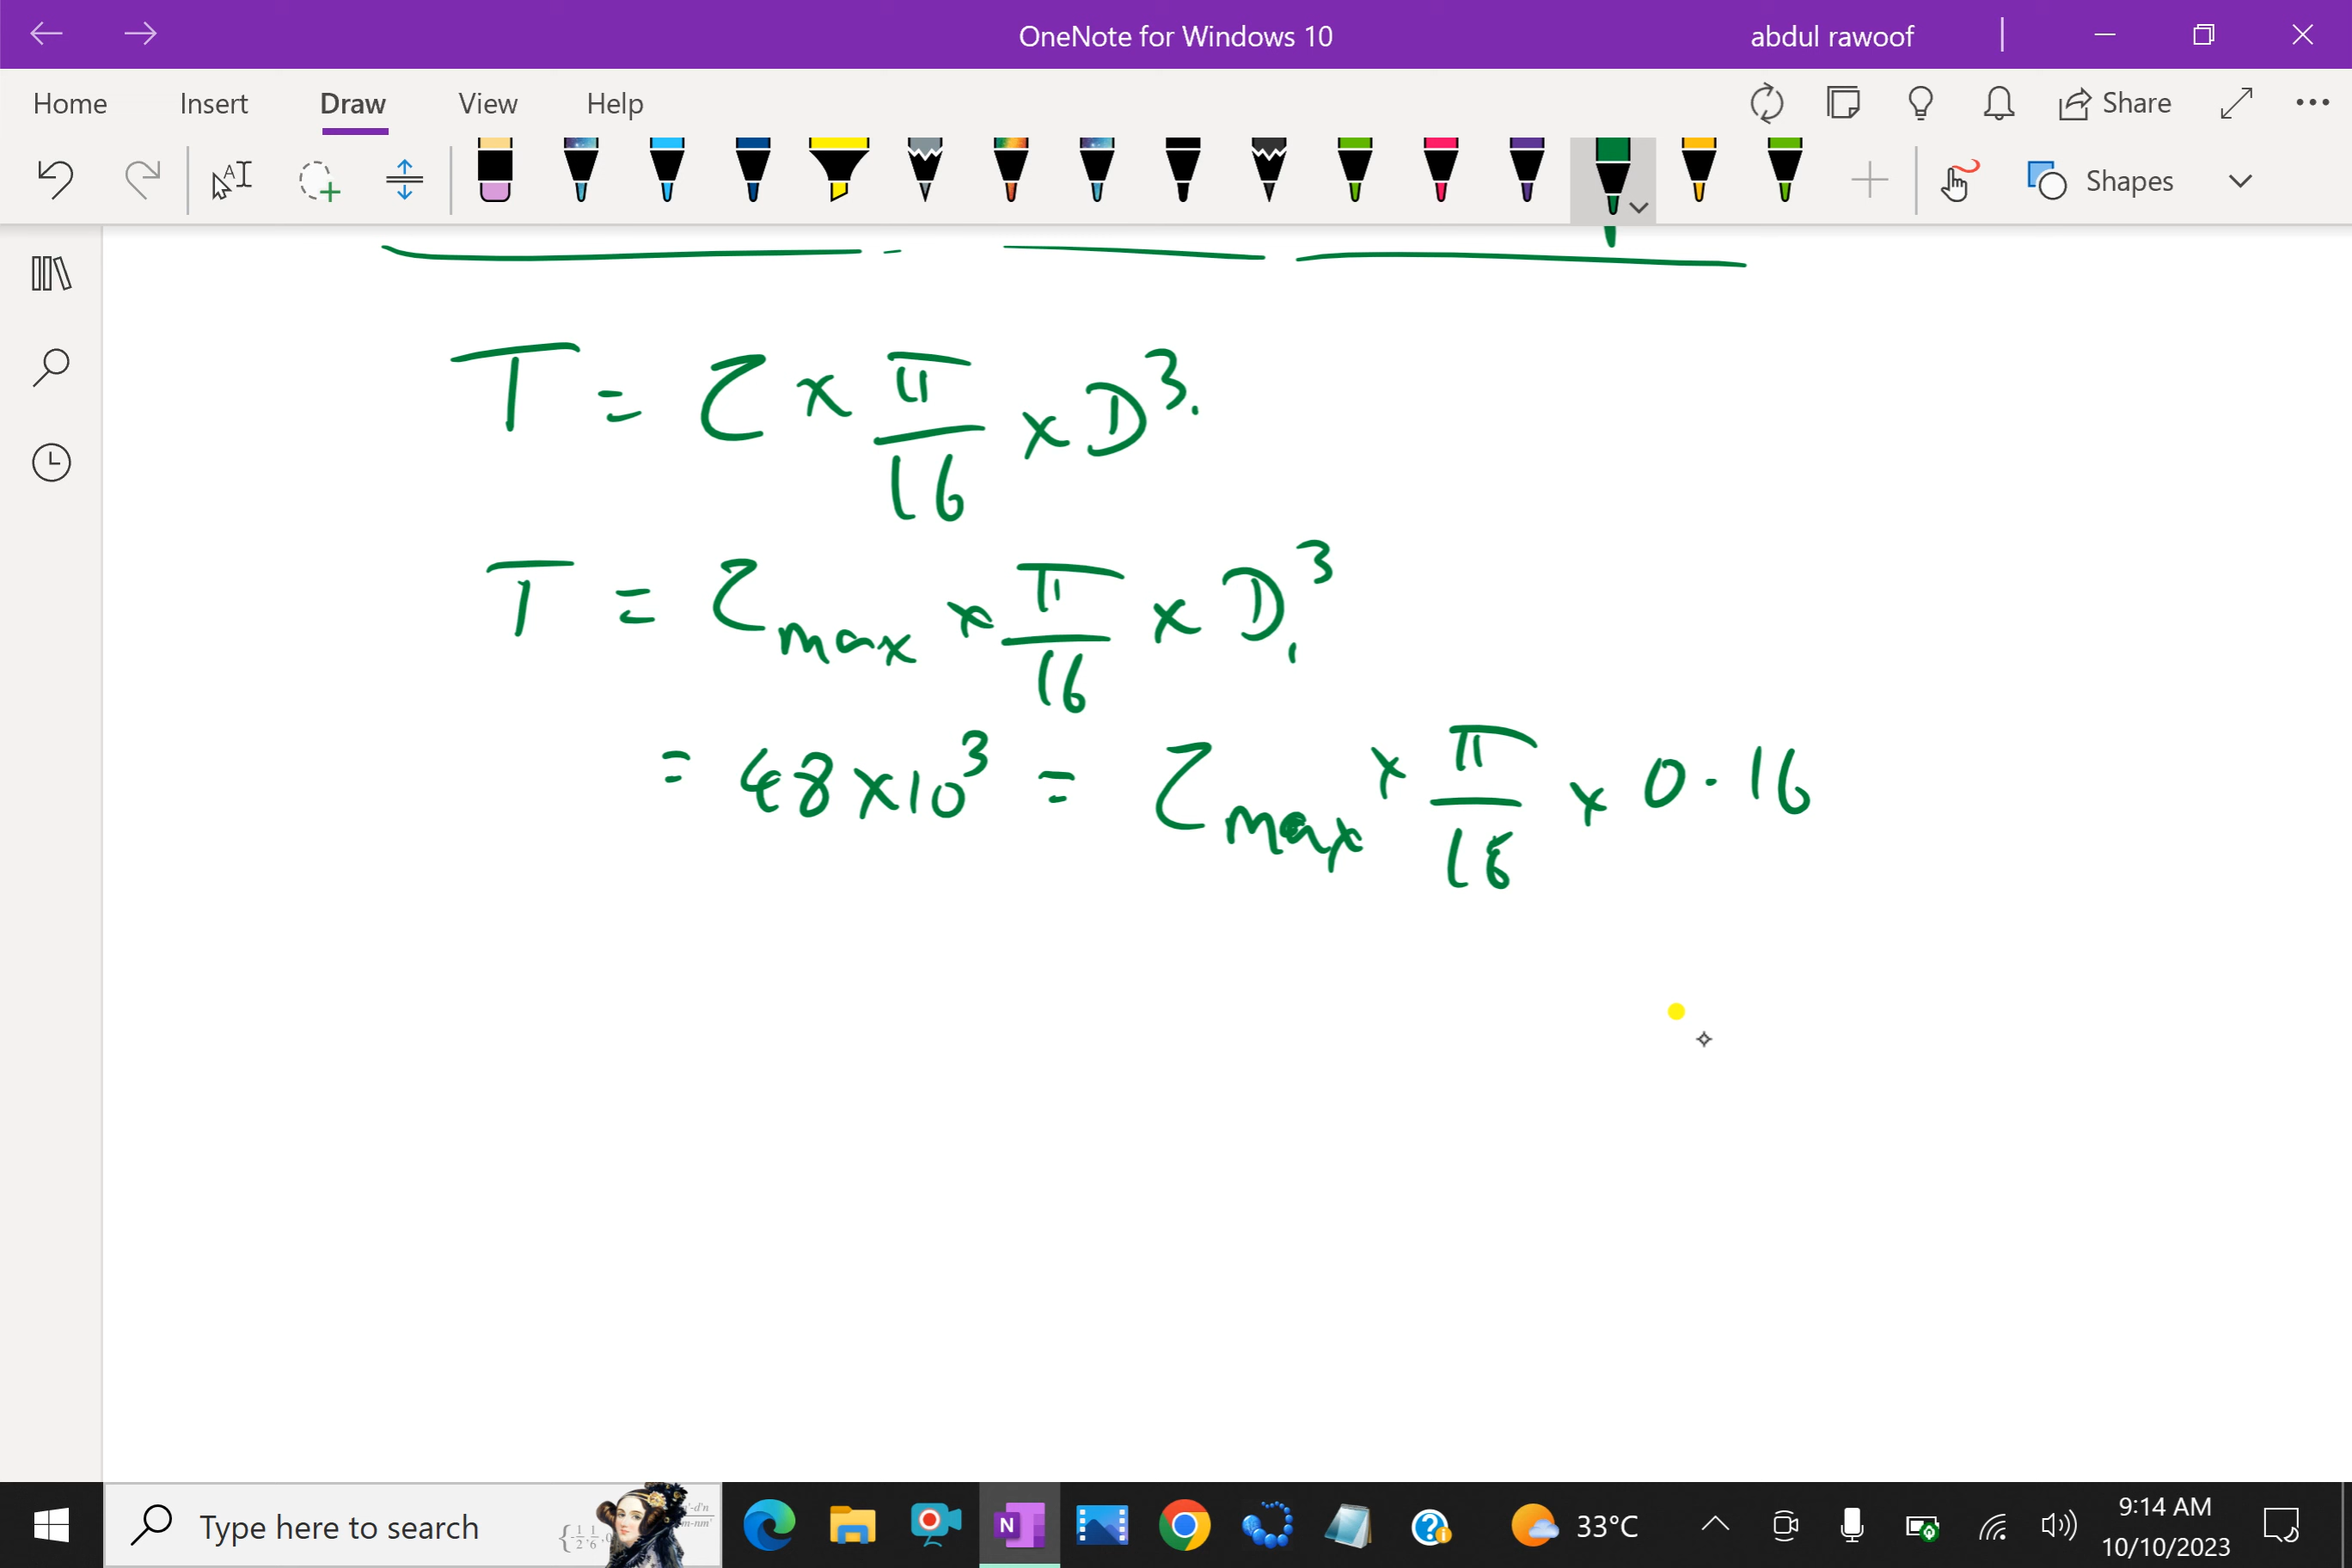 OneNote for Windows 10 abdul rawoof
Home Insert Draw View Help Share
Shapes
T = τ × π/16 × D³.
T = τmax × π/16 × D³.
= 48×10³ = τmax × π/16 × 0.16
Type here to search
33°C
9:14 AM
10/10/2023